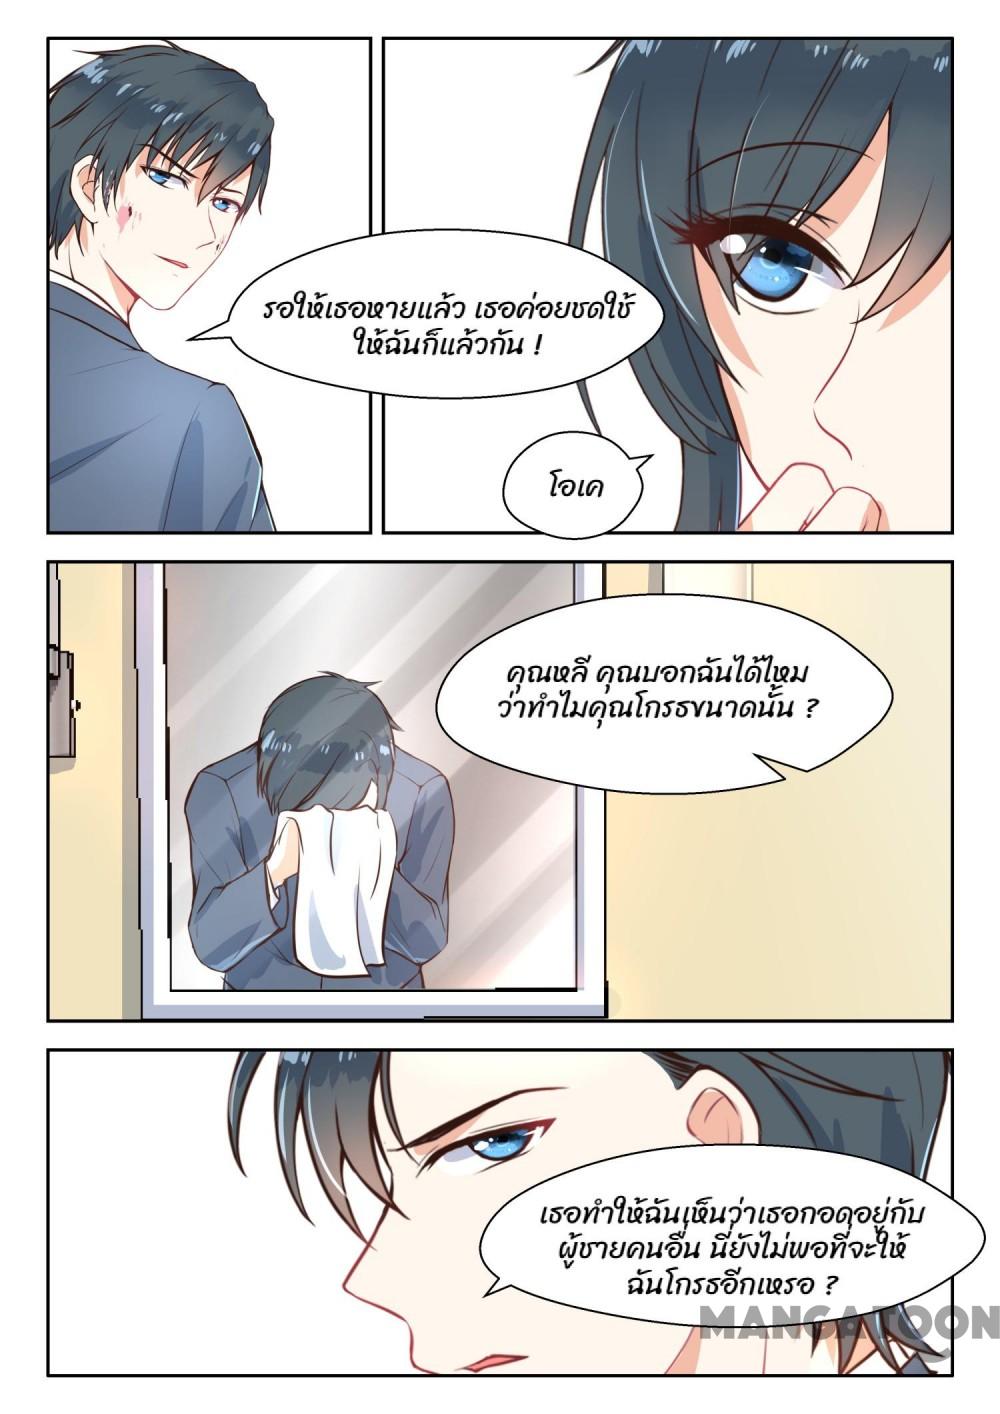 รอให้เธอหายแล้ว เธอค่อยชดใช้
ให้ฉันก็แล้วกัน !
โอเค
คุณหลี คุณบอกฉันได้ไหม
ว่าทำไมคุณโกรธขนาดนั้น ?
เธอทำให้ฉันเห็นว่าเธอกอดอยู่กับ
ผู้ชายคนอื่น นี่ยังไม่พอที่จะให้
ฉันโกรธอีกเหรอ ?
MANGATOON